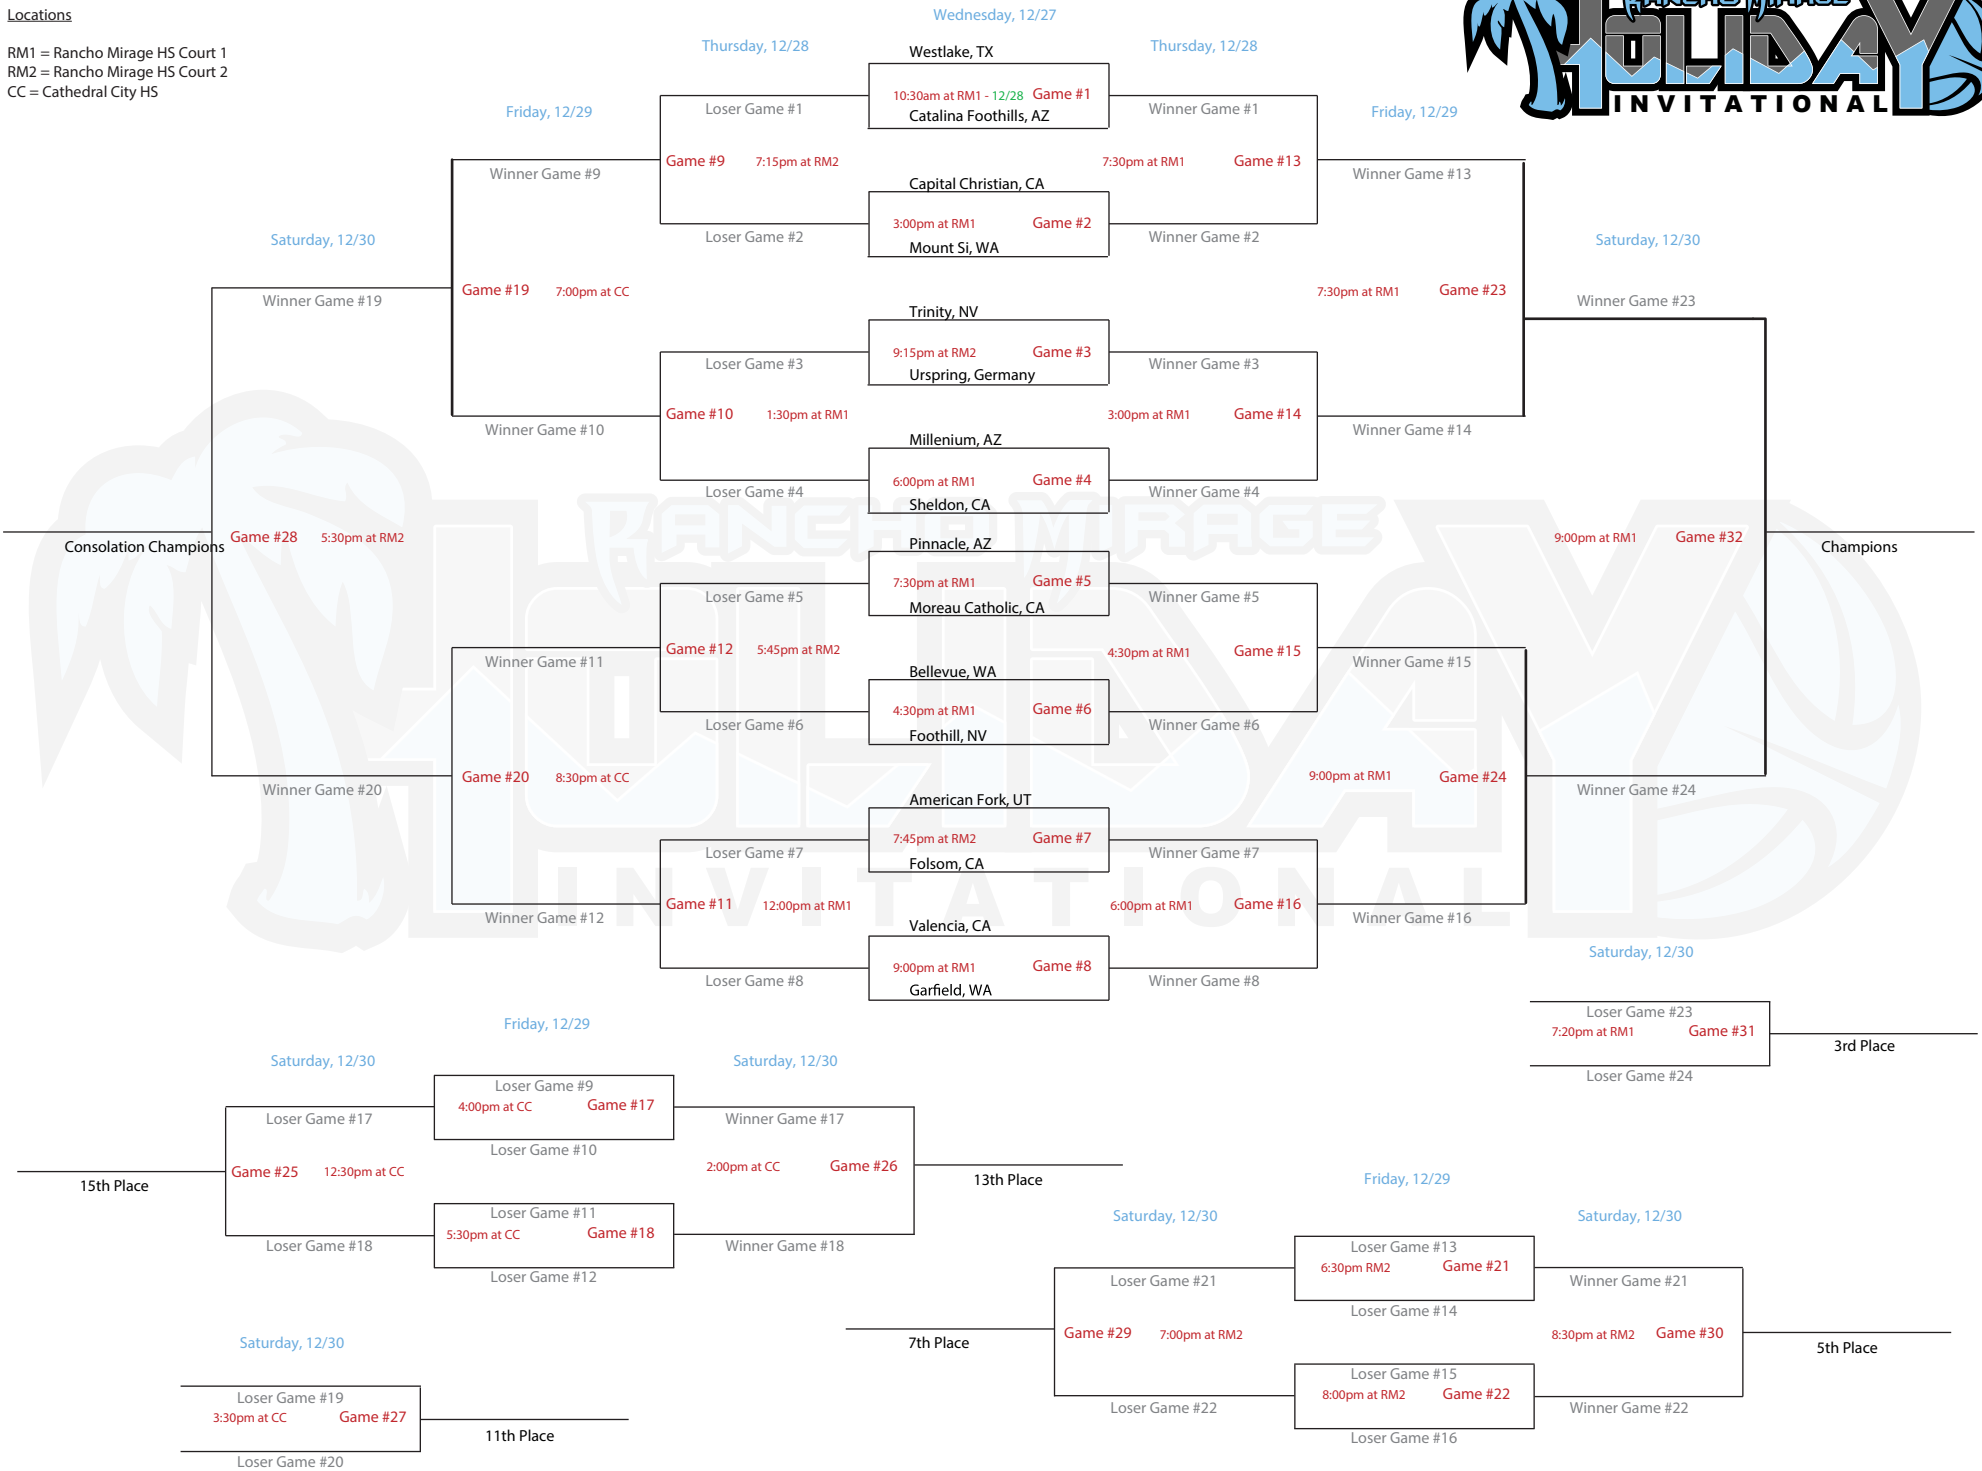 Locations
RM1 = Rancho Mirage HS Court 1
RM2 = Rancho Mirage HS Court 2
CC = Cathedral City HS
RANCHO MIRAGE
HOLIDAY
INVITATIONAL
Wednesday, 12/27
Thursday, 12/28
Thursday, 12/28
Friday, 12/29
Friday, 12/29
Saturday, 12/30
Saturday, 12/30
Westlake, TX
10:30am at RM1 - 12/28 Game #1
Catalina Foothills, AZ
Loser Game #1
Winner Game #1
Game #9 7:15pm at RM2
7:30pm at RM1 Game #13
Winner Game #9
Winner Game #13
Capital Christian, CA
3:00pm at RM1 Game #2
Mount Si, WA
Loser Game #2
Winner Game #2
Game #19 7:00pm at CC
7:30pm at RM1 Game #23
Winner Game #19
Winner Game #23
Trinity, NV
9:15pm at RM2 Game #3
Urspring, Germany
Loser Game #3
Winner Game #3
Game #10 1:30pm at RM1
3:00pm at RM1 Game #14
Winner Game #10
Winner Game #14
Millenium, AZ
6:00pm at RM1 Game #4
Sheldon, CA
Loser Game #4
Winner Game #4
RANCHO MIRAGE
HOLIDAY
INVITATIONAL
Game #28 5:30pm at RM2
Consolation Champions
9:00pm at RM1 Game #32
Champions
Pinnacle, AZ
7:30pm at RM1 Game #5
Moreau Catholic, CA
Loser Game #5
Winner Game #5
Game #12 5:45pm at RM2
4:30pm at RM1 Game #15
Winner Game #11
Winner Game #15
Bellevue, WA
4:30pm at RM1 Game #6
Foothill, NV
Loser Game #6
Winner Game #6
Game #20 8:30pm at CC
9:00pm at RM1 Game #24
Winner Game #20
Winner Game #24
American Fork, UT
7:45pm at RM2 Game #7
Folsom, CA
Loser Game #7
Winner Game #7
Game #11 12:00pm at RM1
6:00pm at RM1 Game #16
Winner Game #12
Winner Game #16
Valencia, CA
9:00pm at RM1 Game #8
Garfield, WA
Loser Game #8
Winner Game #8
Saturday, 12/30
Loser Game #23
7:20pm at RM1 Game #31
3rd Place
Loser Game #24
Friday, 12/29
Saturday, 12/30
Saturday, 12/30
Loser Game #9
4:00pm at CC Game #17
Loser Game #10
Loser Game #17
Winner Game #17
Game #25 12:30pm at CC
15th Place
2:00pm at CC Game #26
13th Place
Loser Game #11
5:30pm at CC Game #18
Loser Game #12
Loser Game #18
Winner Game #18
Friday, 12/29
Saturday, 12/30
Saturday, 12/30
Loser Game #13
6:30pm RM2 Game #21
Loser Game #14
Loser Game #21
Winner Game #21
7th Place
Game #29 7:00pm at RM2
8:30pm at RM2 Game #30
5th Place
Loser Game #15
8:00pm at RM2 Game #22
Loser Game #16
Loser Game #22
Winner Game #22
Saturday, 12/30
Loser Game #19
3:30pm at CC Game #27
11th Place
Loser Game #20